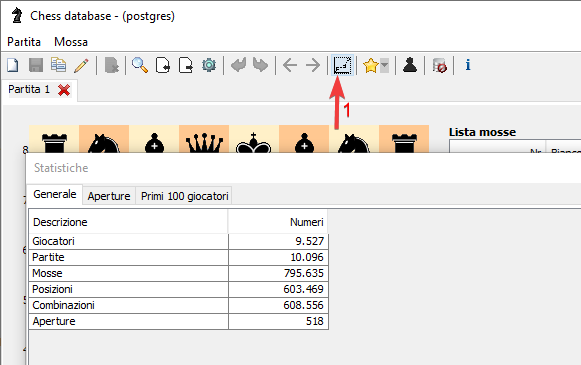 Chess database - (postgres)
Partita Mossa
Partita 1
1
8
Lista mosse
Nr Bianco
Statistiche
Generale Aperture Primi 100 giocatori
Descrizione Numeri
Giocatori 9.527
Partite 10.096
Mosse 795.635
Posizioni 603.469
Combinazioni 608.556
Aperture 518